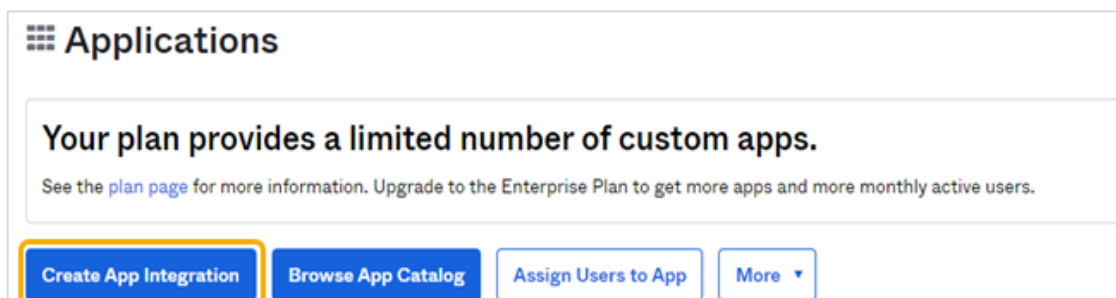 Applications
Your plan provides a limited number of custom apps.
See the plan page for more information. Upgrade to the Enterprise Plan to get more apps and more monthly active users.
Create App Integration Browse App Catalog Assign Users to App More